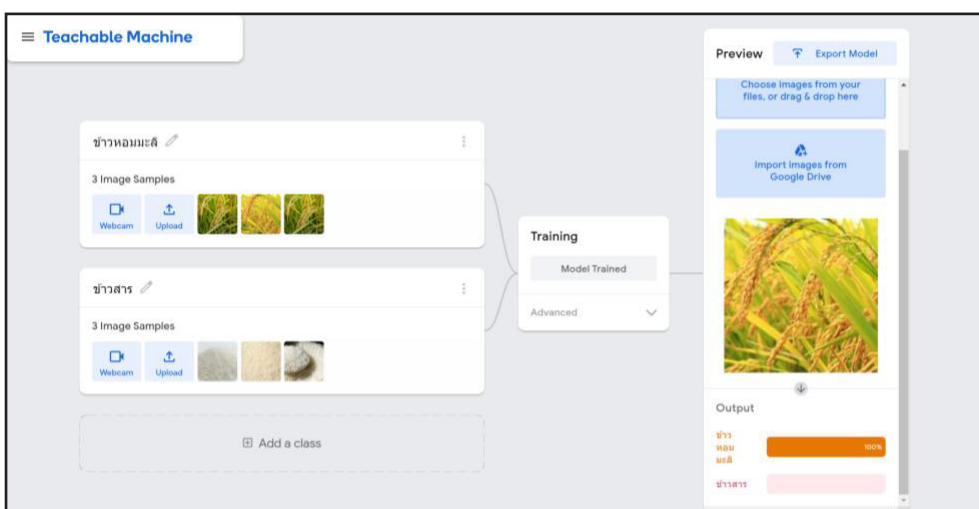 Teachable Machine
ข้าวหอมมะลิ
3 Image Samples
Webcam
Upload
ข้าวสาร
3 Image Samples
Webcam
Upload
Add a class
Training
Model Trained
Advanced
Preview
Export Model
Choose images from your
files, or drag & drop here
Import images from
Google Drive
Output
ข้าว
หอม
มะลิ
100%
ข้าวสาร